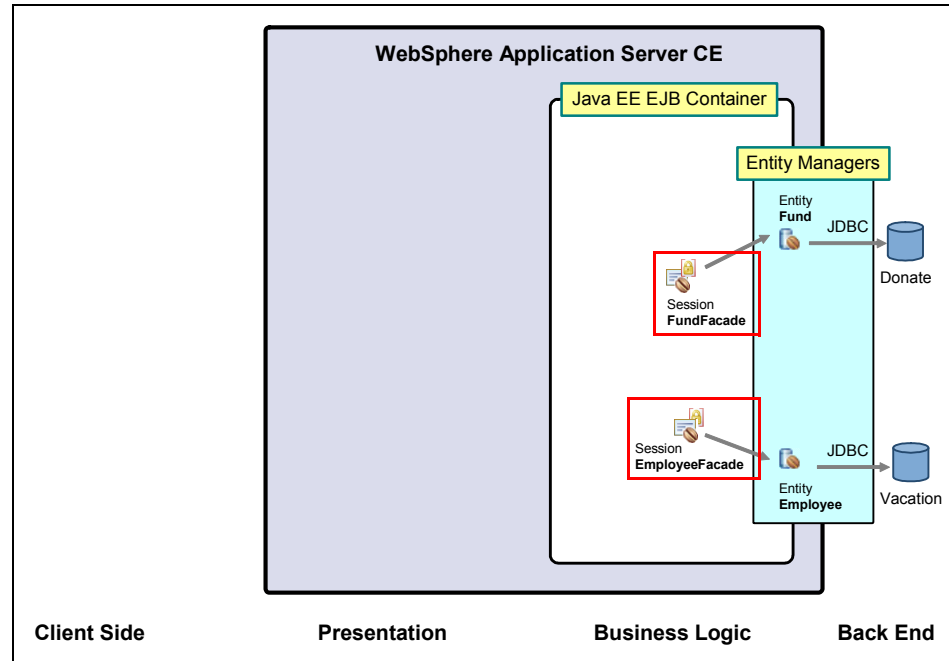 WebSphere Application Server CE
Java EE EJB Container
Entity Managers
Entity
Fund
JDBC
Donate
Session
FundFacade
Session
EmployeeFacade
JDBC
Entity
Employee
Vacation
Client Side
Presentation
Business Logic
Back End